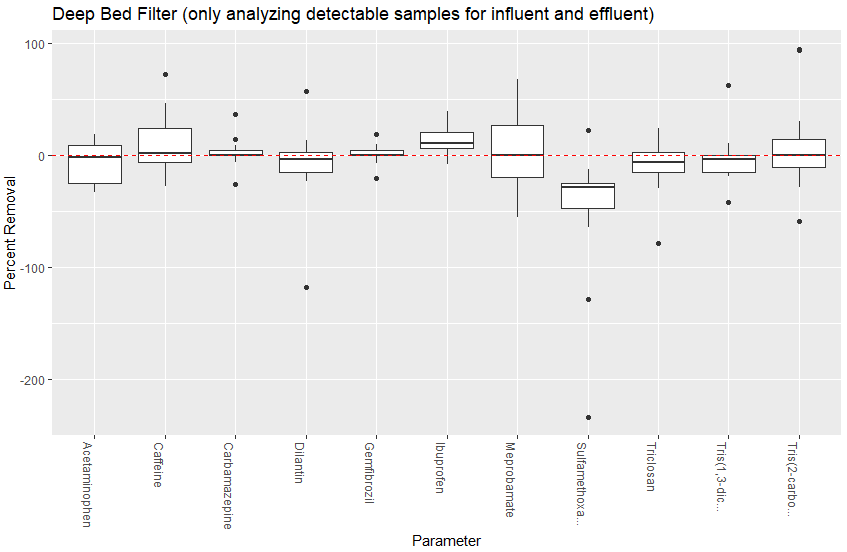 Deep Bed Filter (only analyzing detectable samples for influent and effluent)
Percent Removal
100
0
-100
-200
Acetaminophen
Caffeine
Carbamazepine
Dilantin
Gemfibrozil
Ibuprofen
Meprobamate
Sulfamethoxa...
Triclosan
Tris(1,3-dic...
Tris(2-carbo...
Parameter